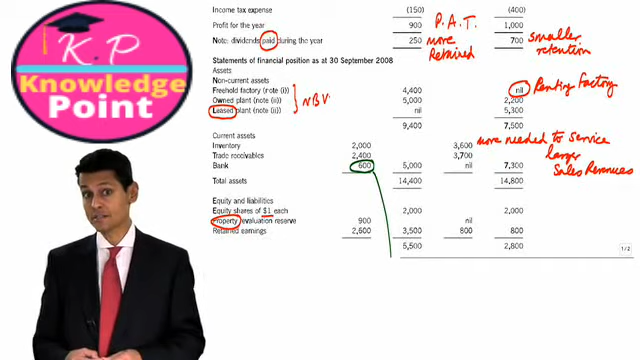 K.P
Knowledge
Point
Income tax expense (150) (400)
Profit for the year 900 1,000 P.A.T.
Note: dividends paid during the year 250 700
more Retained
smaller retention
Statements of financial position as at 30 September 2008
Assets
Non-current assets
Freehold factory (note (i)) 4,400 nil Renting Factory
Owned plant (note (ii)) 5,000 2,200
Leased plant (note (ii)) nil 5,300
NBV
9,400 7,500
Current assets
Inventory 2,000 3,600
Trade receivables 2,400 3,700
Bank 600 5,000 nil 7,300
more needed to service
larger
Sales Revenues
Total assets 14,400 14,800
Equity and liabilities
Equity shares of $1 each 2,000 2,000
Property evaluation reserve 900 nil
Retained earnings 2,600 3,500 800 800
5,500 2,800
1/2